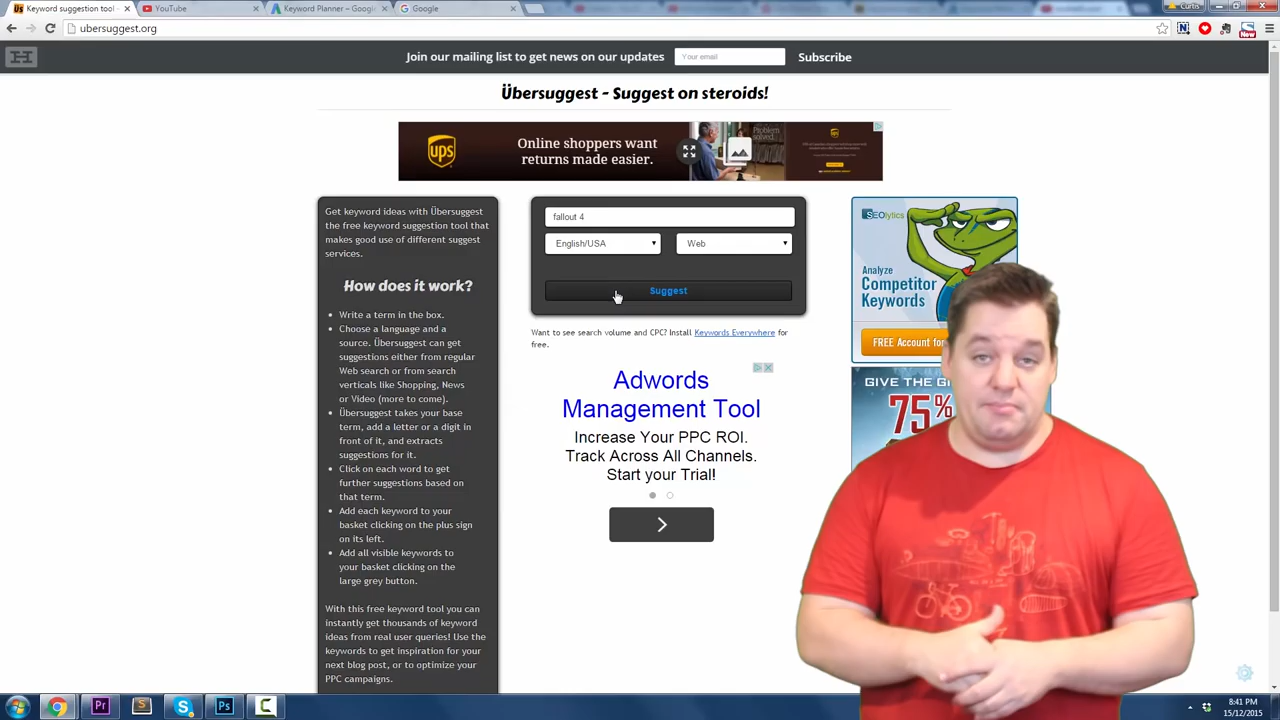 Keyword suggestion tool -
YouTube
Keyword Planner – Googl
Google
Curtis
ubersuggest.org
New
Join our mailing list to get news on our updates
Your email
Subscribe
Übersuggest - Suggest on steroids!
ups
Online shoppers want
returns made easier.
Problem
solved.
Get keyword ideas with Übersuggest
the free keyword suggestion tool that
makes good use of different suggest
services.
How does it work?
Write a term in the box.
Choose a language and a
source. Übersuggest can get
suggestions either from regular
Web search or from search
verticals like Shopping, News
or Video (more to come).
Übersuggest takes your base
term, add a letter or a digit in
front of it, and extracts
suggestions for it.
Click on each word to get
further suggestions based on
that term.
Add each keyword to your
basket clicking on the plus sign
on its left.
Add all visible keywords to
your basket clicking on the
large grey button.
With this free keyword tool you can
instantly get thousands of keyword
ideas from real user queries! Use the
keywords to get inspiration for your
next blog post, or to optimize your
PPC campaigns.
fallout 4
English/USA
Web
Suggest
Want to see search volume and CPC? Install Keywords Everywhere for
free.
Adwords
Management Tool
Increase Your PPC ROI.
Track Across All Channels.
Start your Trial!
SEOlytics
Analyze
Competitor
Keywords
FREE Account for
GIVE THE G
75%
Pr
S
Ps
8:41 PM
15/12/2015